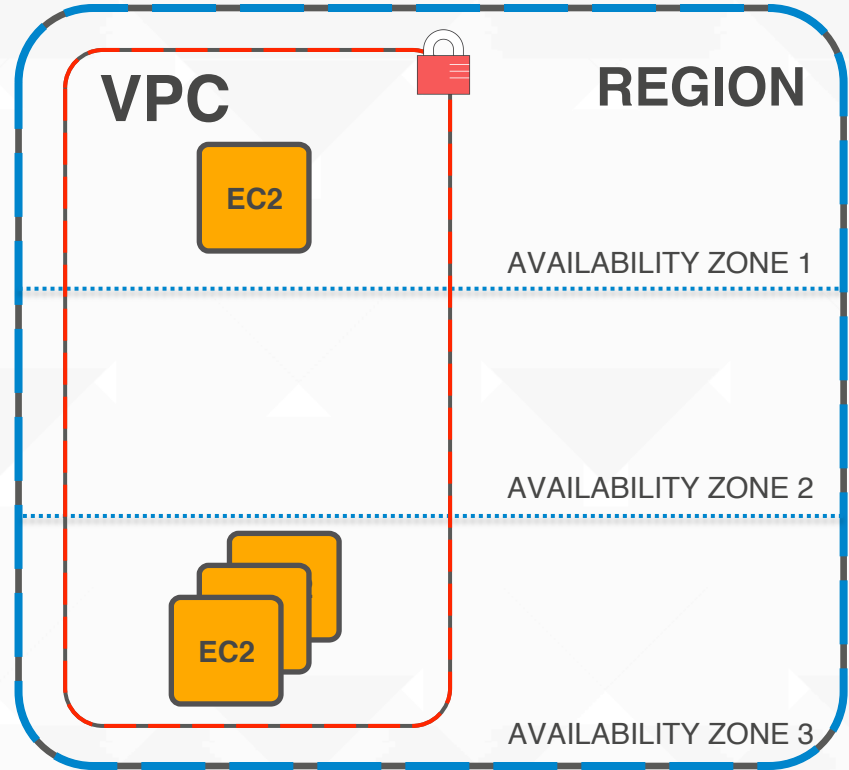 VPC
REGION
EC2
AVAILABILITY ZONE 1
AVAILABILITY ZONE 2
EC2
AVAILABILITY ZONE 3